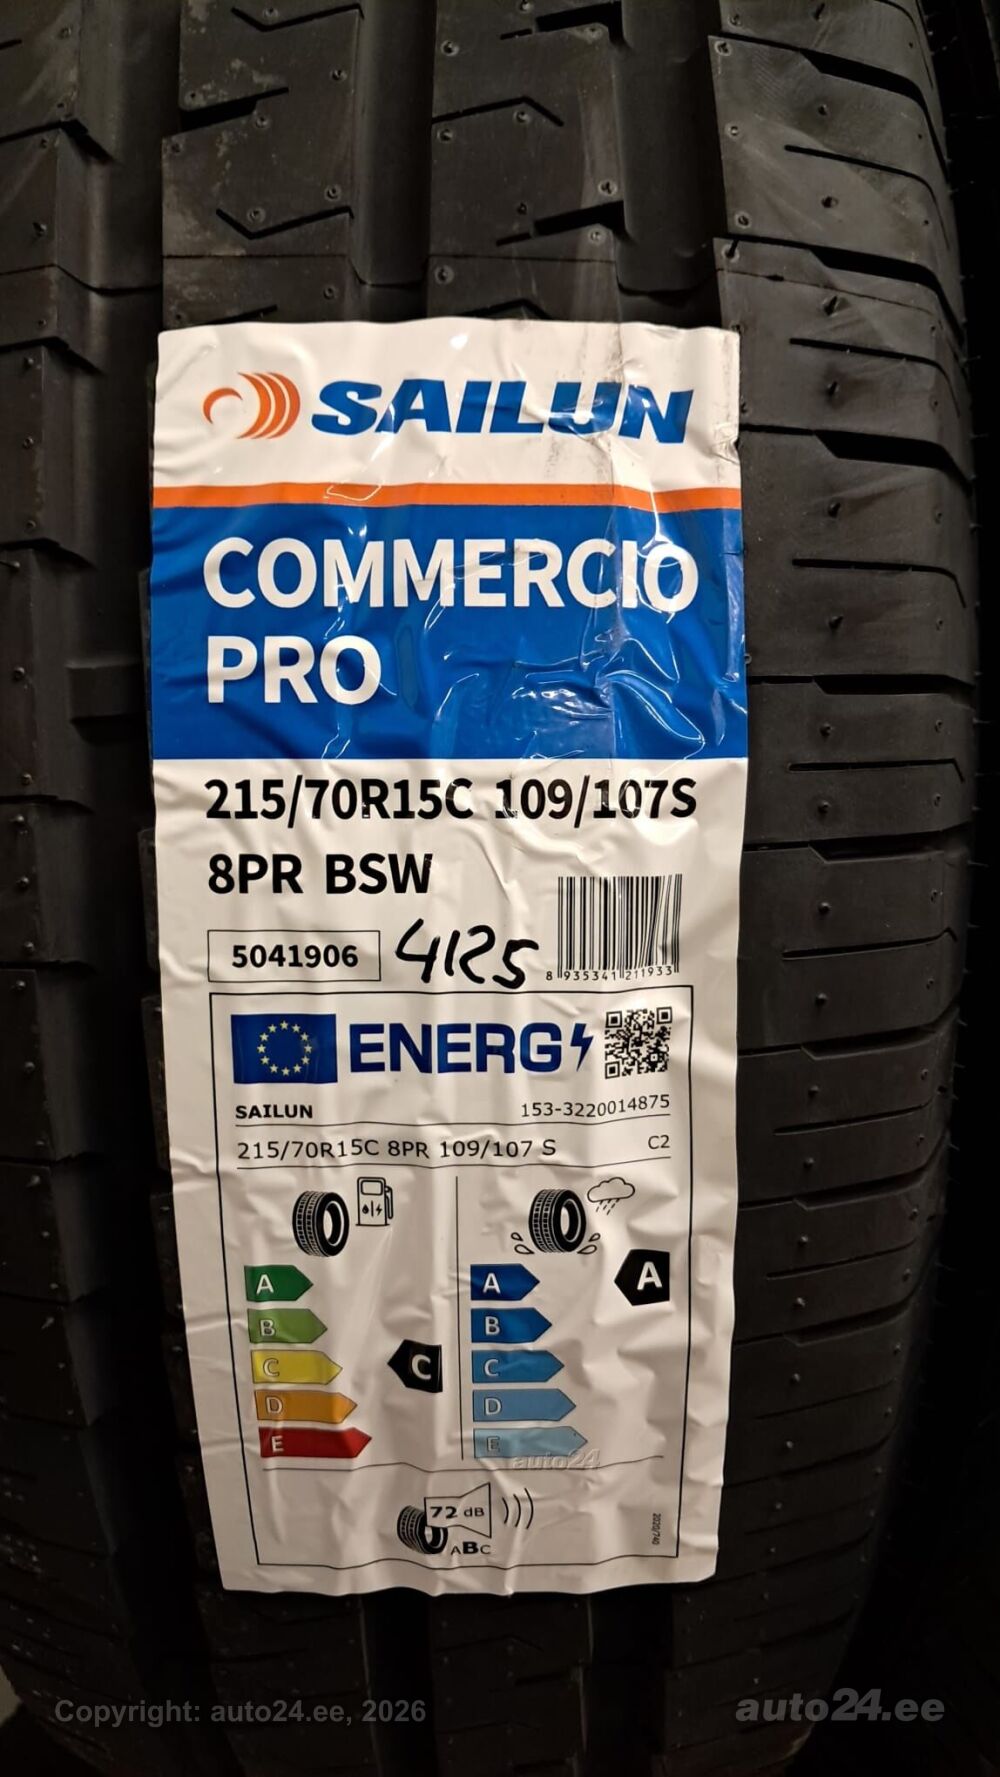 SAILUN
COMMERCIO
PRO
215/70R15C 109/107S
8PR BSW
5041906
4125
8 935341 211933
ENERG
SAILUN
153-3220014875
215/70R15C 8PR 109/107 S
C2
A
B
C
D
E
C
A
B
C
D
E
A
auto24
72 dB
ABC
2020/740
Copyright: auto24.ee, 2026
auto24.ee